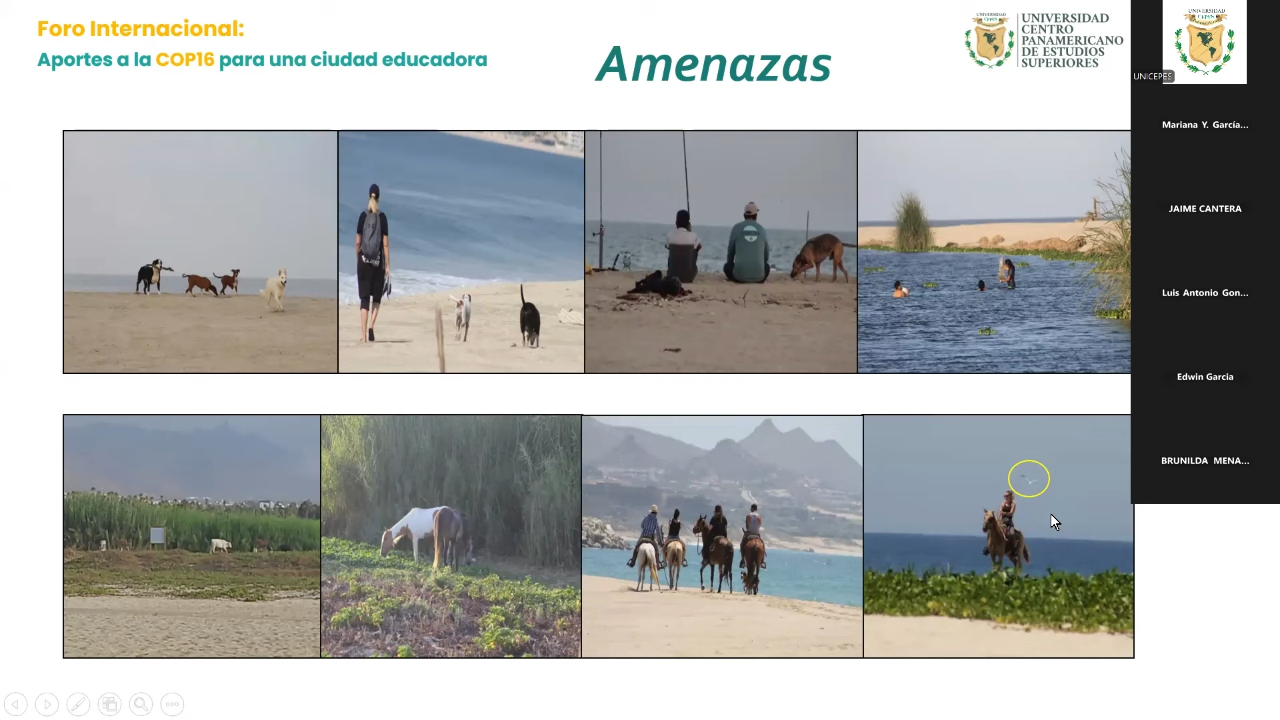 Foro Internacional:
Aportes a la COP16 para una ciudad educadora
Amenazas
UNIVERSIDAD
CENTRO
PANAMERICANO
DE ESTUDIOS
SUPERIORES
UNICEPES
Mariana Y. García...
JAIME CANTERA
Luis Antonio Gon...
Edwin Garcia
BRUNILDA MENA...